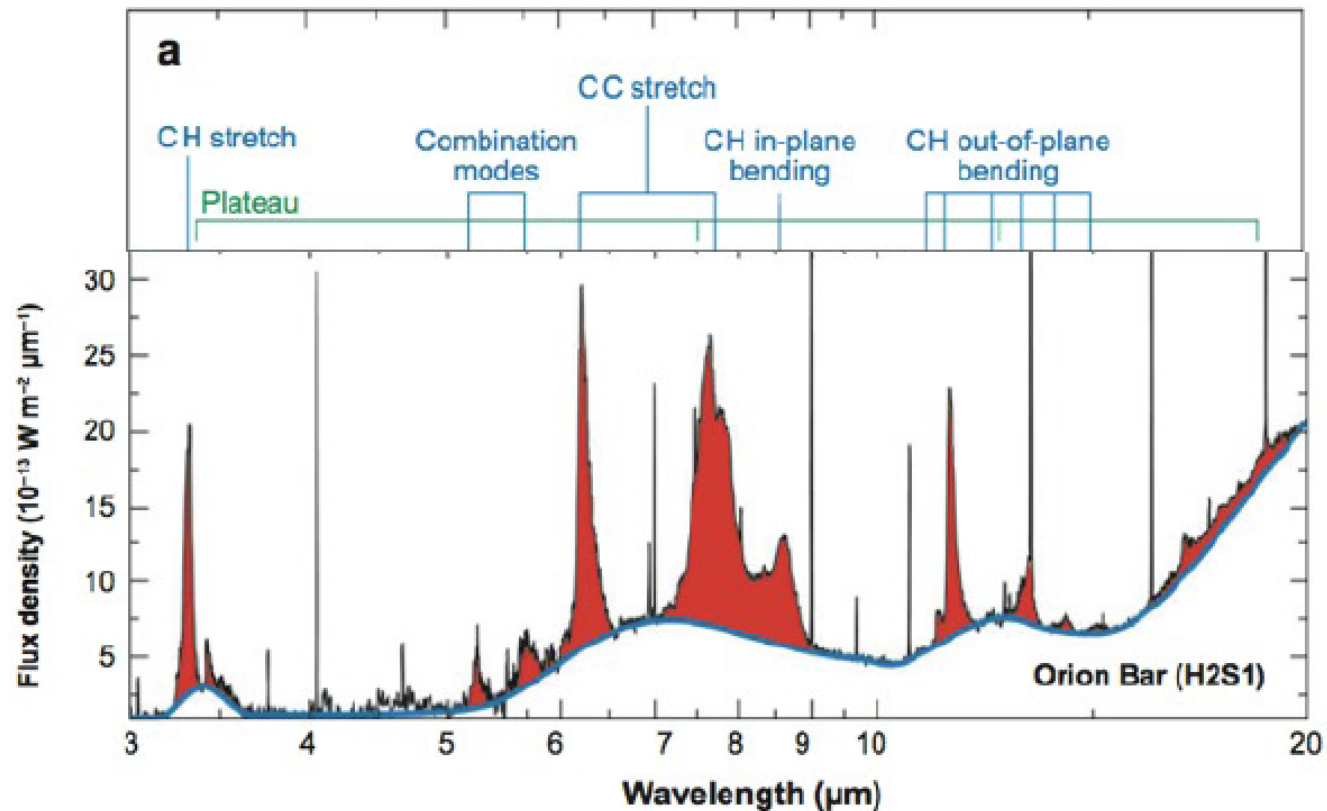 a
CC stretch
CH stretch
Combination
modes
CH in-plane
bending
CH out-of-plane
bending
Plateau
30
25
20
15
10
5
Flux density (10⁻¹³ W m⁻² μm⁻¹)
Orion Bar (H2S1)
3 4 5 6 7 8 9 10 20
Wavelength (μm)